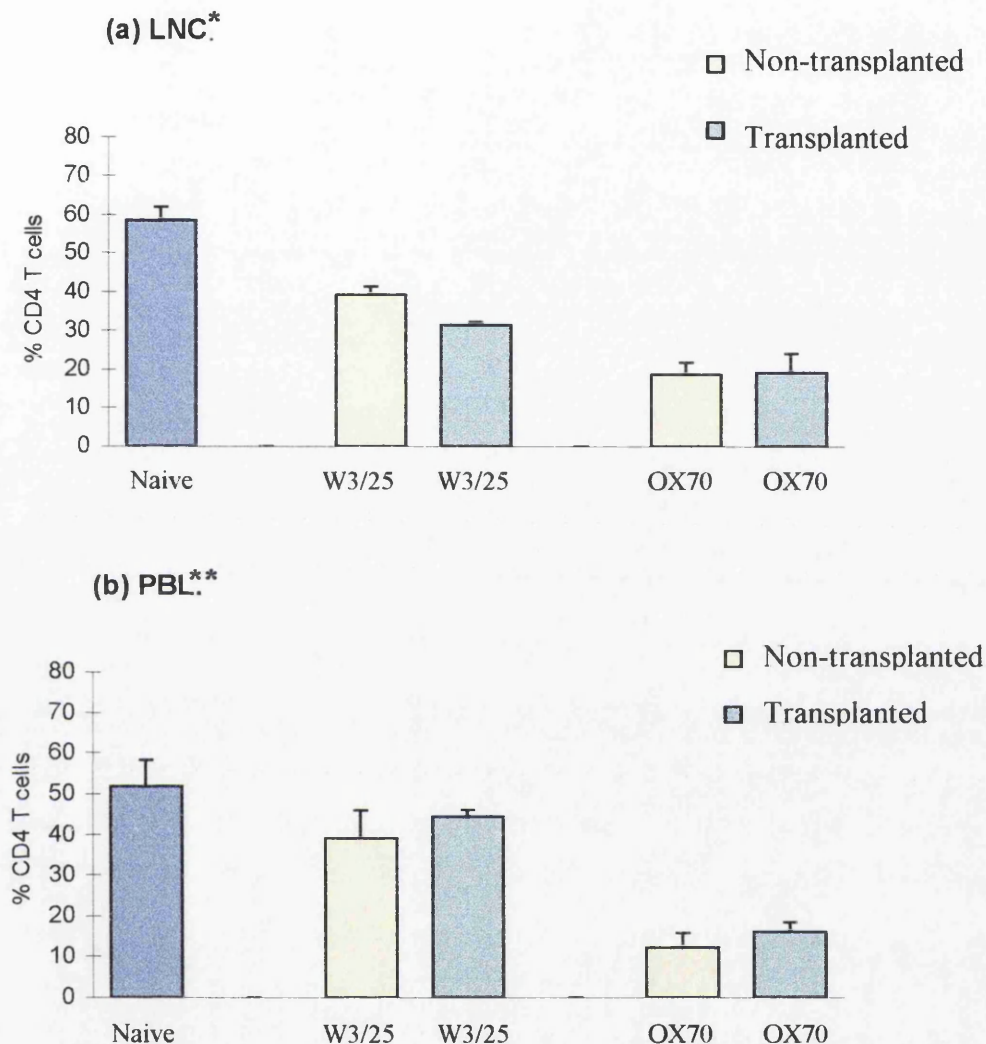 (a) LNC.*
Non-transplanted
Transplanted
% CD4 T cells
80
70
60
50
40
30
20
10
0
Naive W3/25 W3/25 OX70 OX70
(b) PBL.**
Non-transplanted
Transplanted
% CD4 T cells
80
70
60
50
40
30
20
10
0
Naive W3/25 W3/25 OX70 OX70